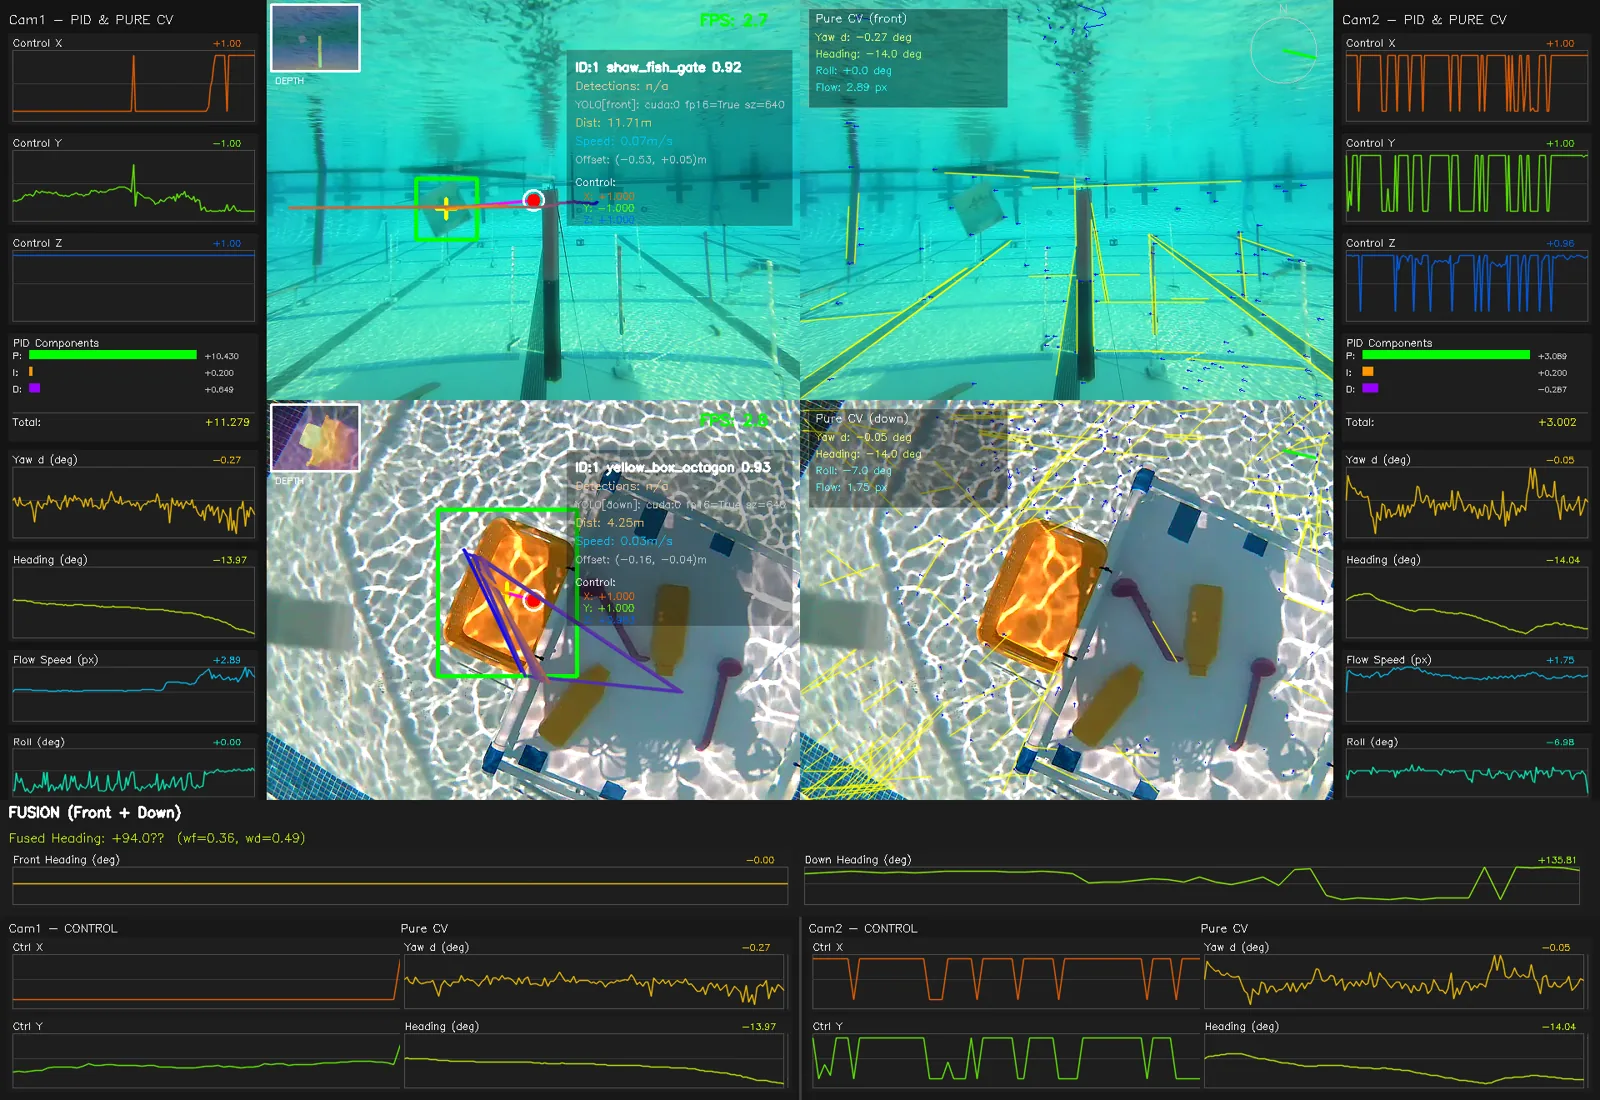 Cam1 — PID & PURE CV
Control X +1.00
Control Y −1.00
Control Z +1.00
PID Components
P: +10.430
I: +0.200
D: +0.649
Total: +11.279
Yaw d (deg) −0.27
Heading (deg) −13.97
Flow Speed (px) +2.89
Roll (deg) +0.00
DEPTH
FPS: 2.7
ID:1 shaw_fish_gate 0.92
Detections: n/a
YOLO[front]: cuda:0 fp16=True sz=640
Dist: 11.71m
Speed: 0.07m/s
Offset: (−0.53, +0.05)m
Control:
X: +1.000
Y: −1.000
Z: +1.000
Pure CV (front)
Yaw d: −0.27 deg
Heading: −14.0 deg
Roll: +0.0 deg
Flow: 2.89 px
N
DEPTH
FPS: 2.8
ID:1 yellow_box_octagon 0.93
Detections: n/a
YOLO[down]: cuda:0 fp16=True sz=640
Dist: 4.25m
Speed: 0.03m/s
Offset: (−0.16, −0.04)m
Control:
X: +1.000
Y: +1.000
Pure CV (down)
Yaw d: −0.05 deg
Heading: −14.0 deg
Roll: −7.0 deg
Flow: 1.75 px
Cam2 — PID & PURE CV
Control X +1.00
Control Y +1.00
Control Z +0.96
PID Components
P: +3.089
I: +0.200
D: −0.287
Total: +3.002
Yaw d (deg) −0.05
Heading (deg) −14.04
Flow Speed (px) +1.75
Roll (deg) −6.98
FUSION (Front + Down)
Fused Heading: +94.0?? (wf=0.36, wd=0.49)
Front Heading (deg) −0.00
Down Heading (deg) +135.81
Cam1 — CONTROL
Pure CV
Ctrl X
Yaw d (deg) −0.27
Ctrl Y
Heading (deg) −13.97
Cam2 — CONTROL
Pure CV
Ctrl X
Yaw d (deg) −0.05
Ctrl Y
Heading (deg) −14.04